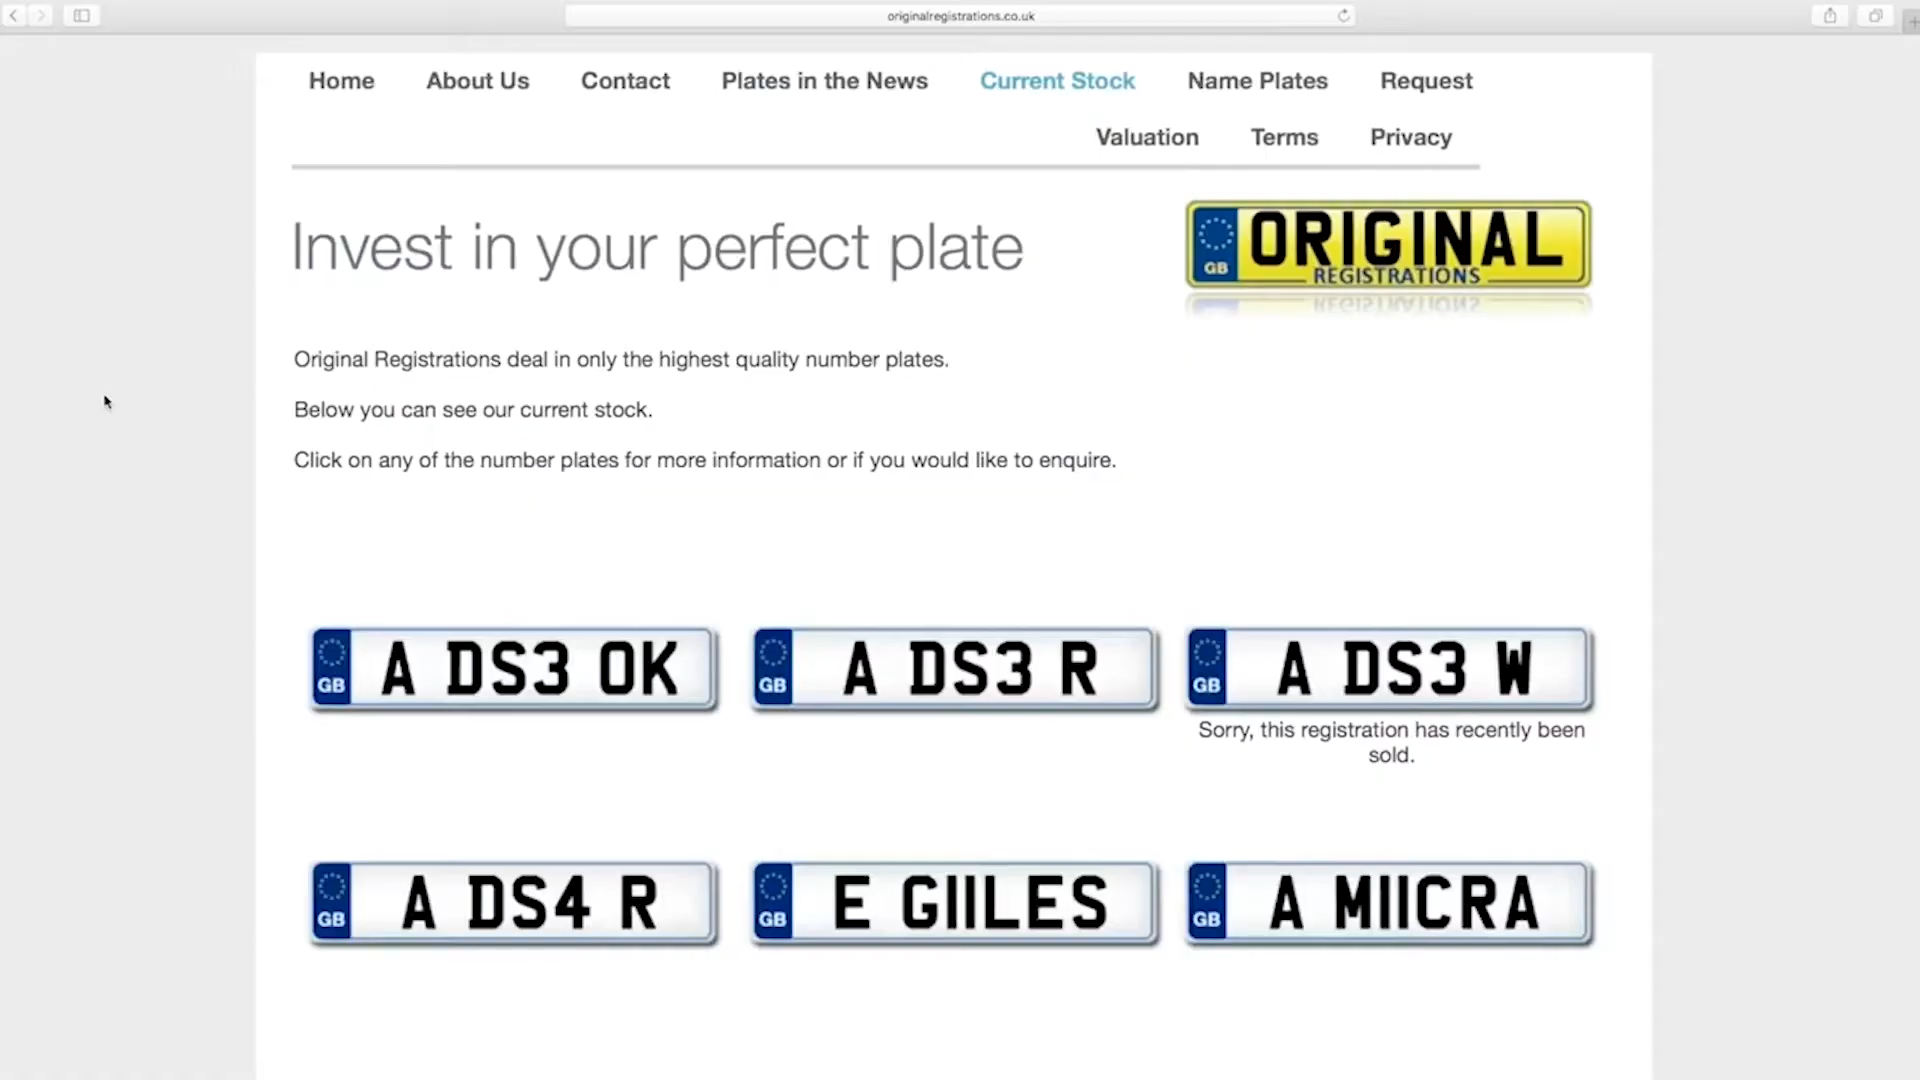 originalregistrations.co.uk
Home About Us Contact Plates in the News Current Stock Name Plates Request
Valuation Terms Privacy
Invest in your perfect plate
GB ORIGINAL
REGISTRATIONS
Original Registrations deal in only the highest quality number plates.
Below you can see our current stock.
Click on any of the number plates for more information or if you would like to enquire.
GB A DS3 OK
GB A DS3 R
GB A DS3 W
Sorry, this registration has recently been
sold.
GB A DS4 R
GB E G11LES
GB A M11CRA